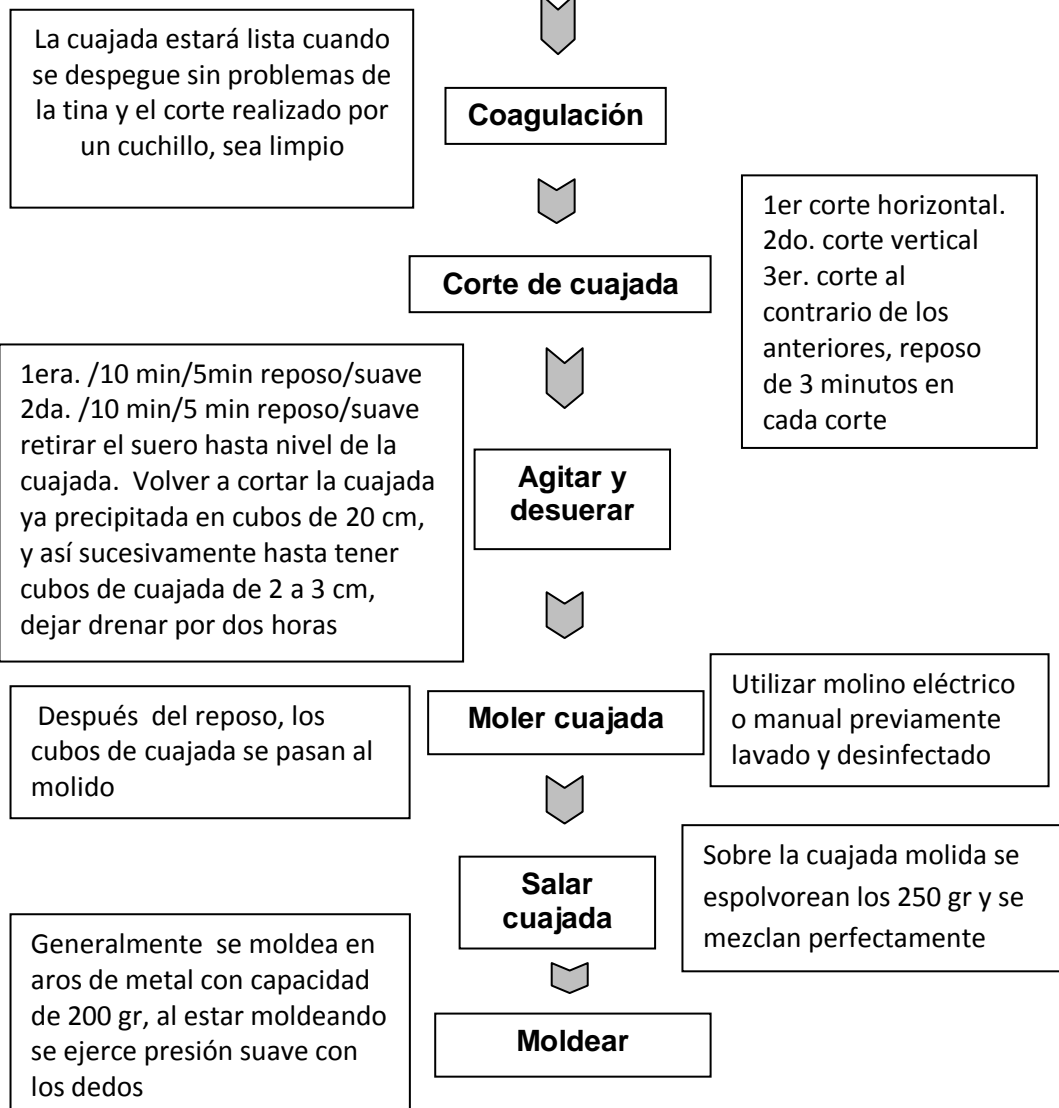 La cuajada estará lista cuando
se despegue sin problemas de
la tina y el corte realizado por
un cuchillo, sea limpio
Coagulación
Corte de cuajada
1er corte horizontal.
2do. corte vertical
3er. corte al
contrario de los
anteriores, reposo
de 3 minutos en
cada corte
1era. /10 min/5min reposo/suave
2da. /10 min/5 min reposo/suave
retirar el suero hasta nivel de la
cuajada. Volver a cortar la cuajada
ya precipitada en cubos de 20 cm,
y así sucesivamente hasta tener
cubos de cuajada de 2 a 3 cm,
dejar drenar por dos horas
Agitar y
desuerar
Después del reposo, los
cubos de cuajada se pasan al
molido
Moler cuajada
Utilizar molino eléctrico
o manual previamente
lavado y desinfectado
Salar
cuajada
Sobre la cuajada molida se
espolvorean los 250 gr y se
mezclan perfectamente
Generalmente se moldea en
aros de metal con capacidad
de 200 gr, al estar moldeando
se ejerce presión suave con
los dedos
Moldear